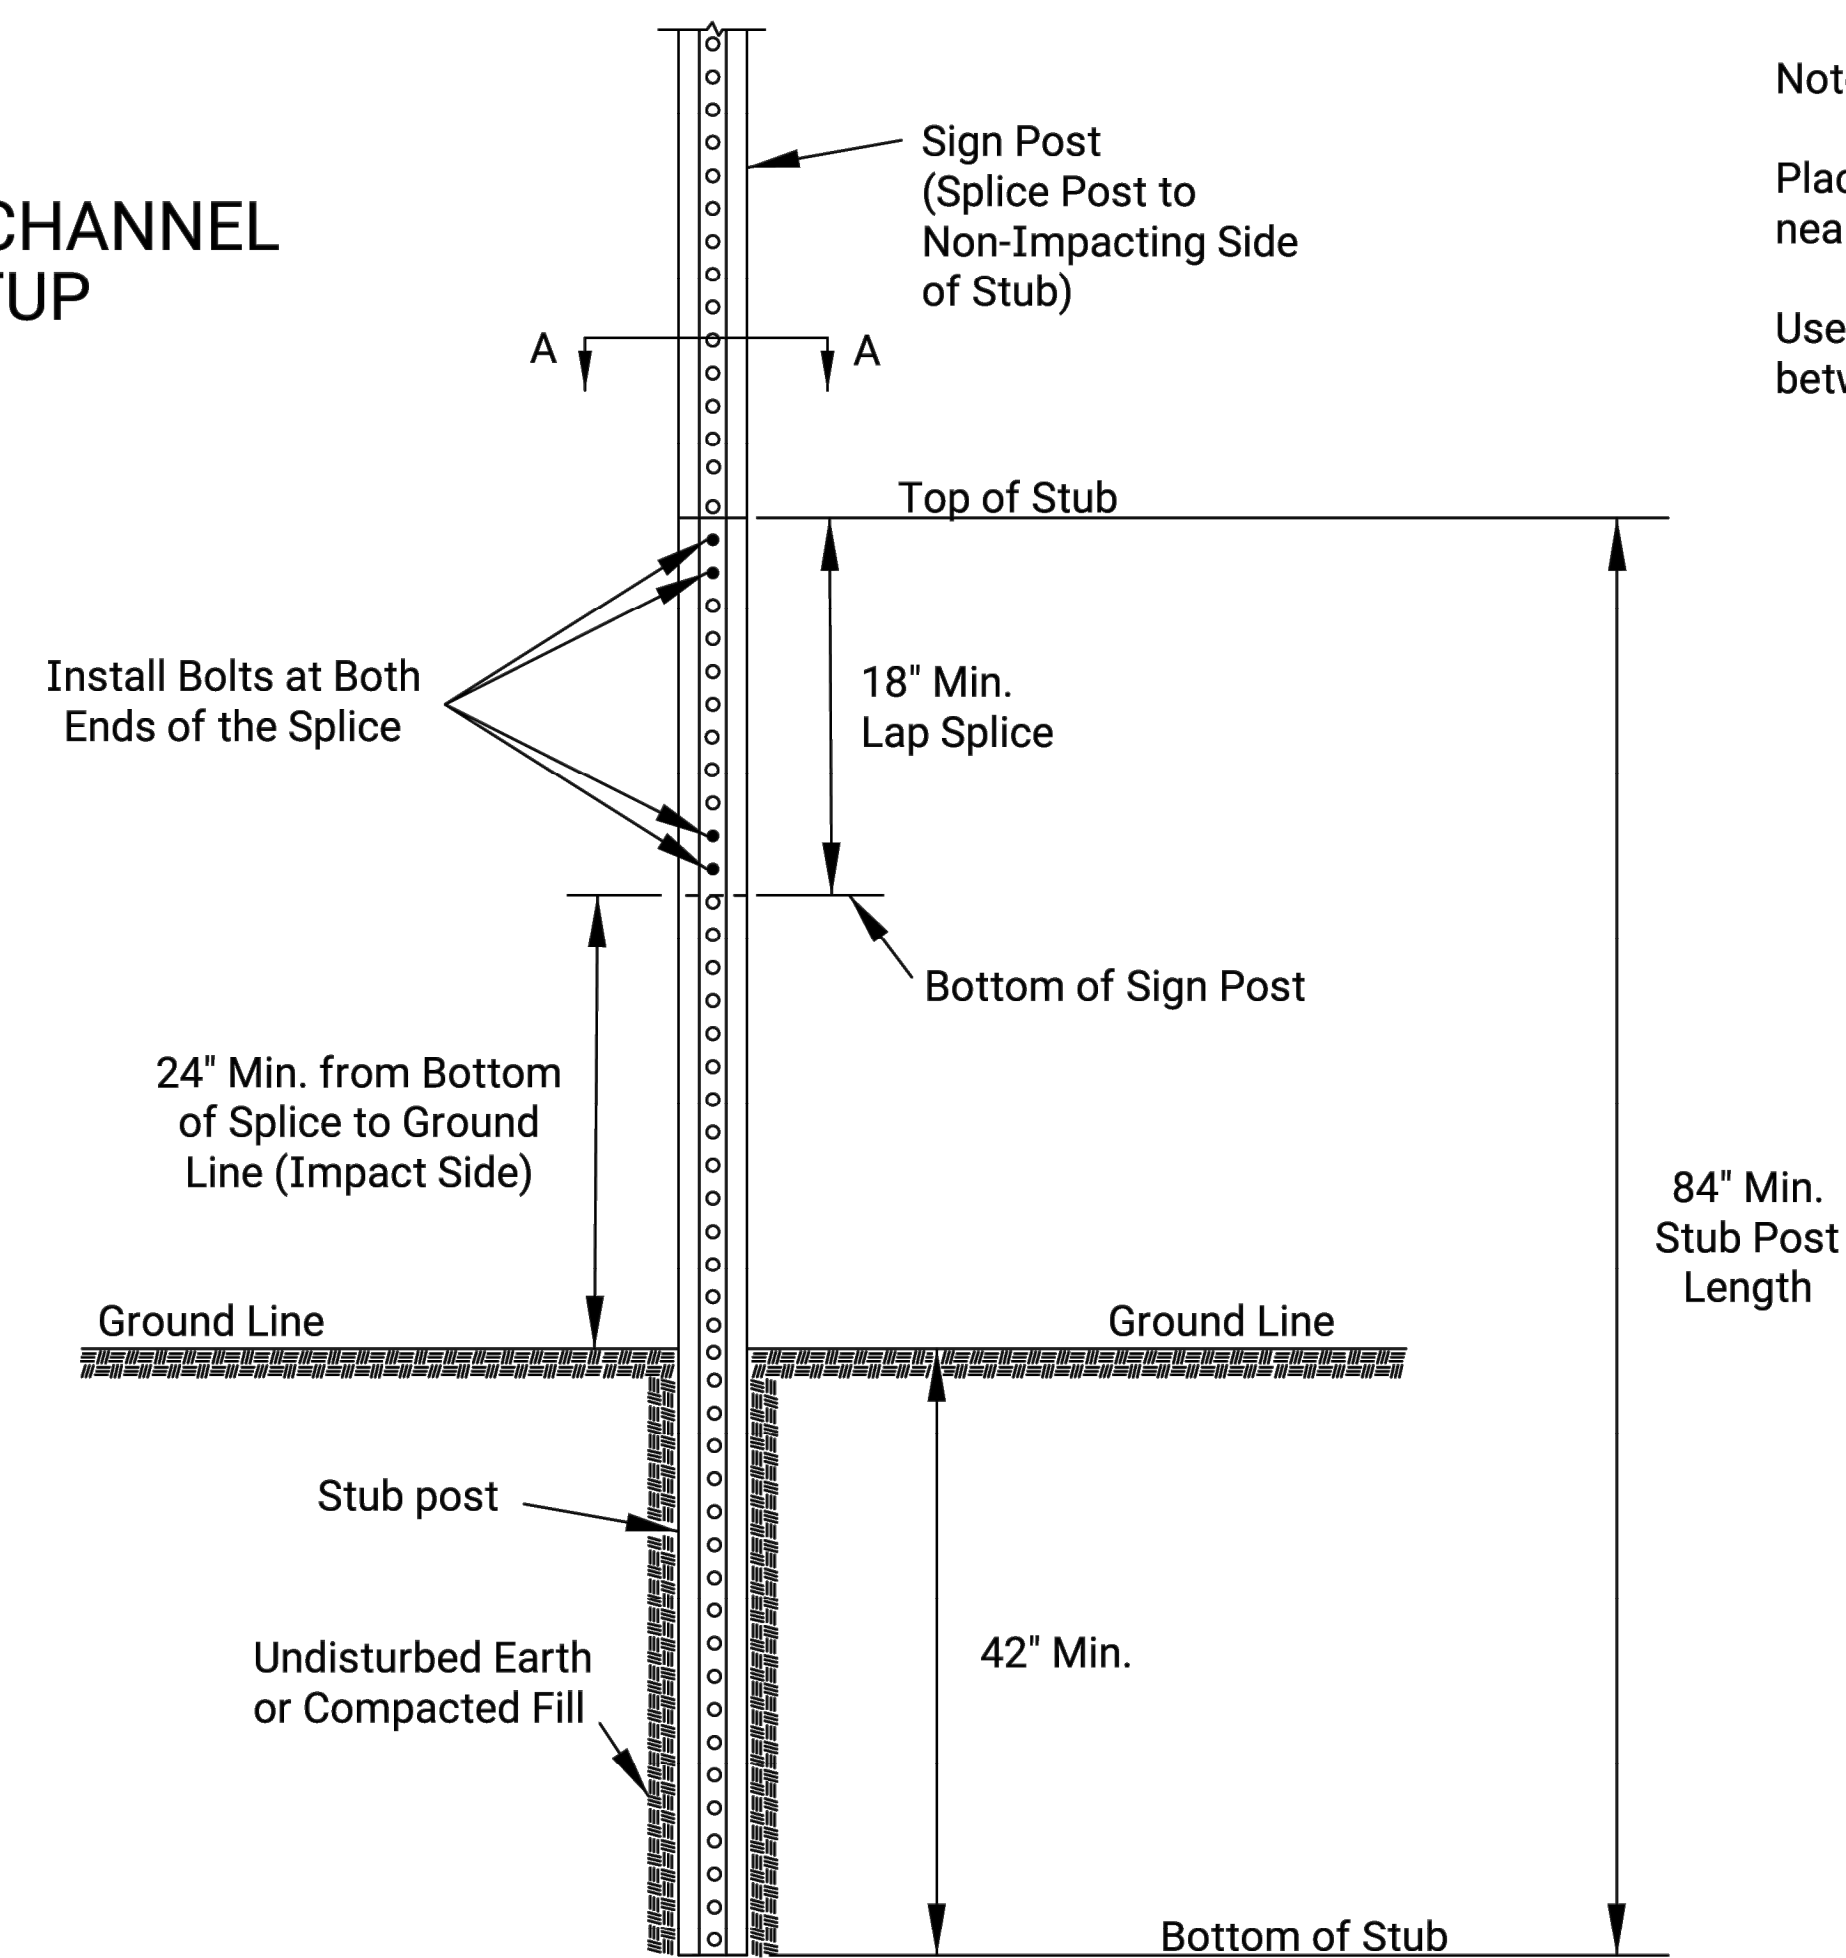 CHANNEL
Sign Post
(Splice Post to
Non-Impacting Side
of Stub)
A
A
Top of Stub
Install Bolts at Both
Ends of the Splice
18" Min.
Lap Splice
Bottom of Sign Post
24" Min. from Bottom
of Splice to Ground
Line (Impact Side)
84" Min.
Stub Post
Length
Ground Line
Ground Line
Stub post
Undisturbed Earth
or Compacted Fill
42" Min.
Bottom of Stub
Use